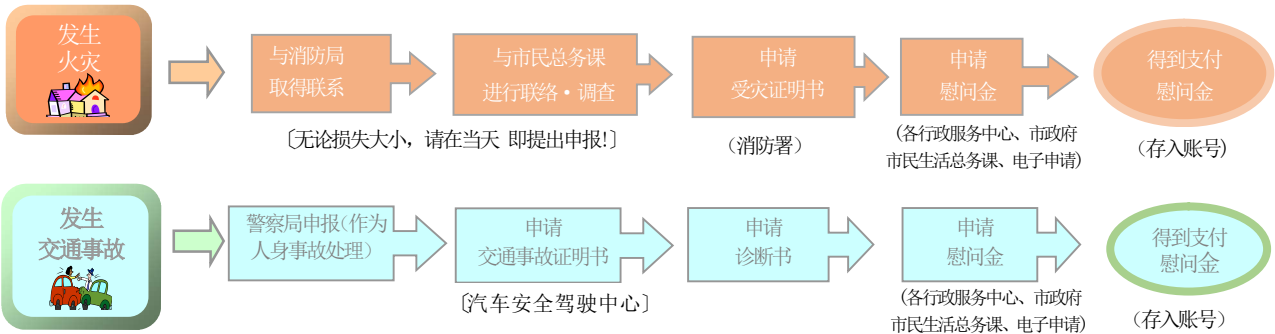 发生
火灾
与消防局
取得联系
与市民总务课
进行联络·调查
申请
受灾证明书
申请
慰问金
得到支付
慰问金
〔无论损失大小，请在当天 即提出申报!〕
（消防署）
(各行政服务中心、市政府
市民生活总务课、电子申请)
（存入账号)
发生
交通事故
警察局申报(作为
人身事故处理）
申请
交通事故证明书
申请
诊断书
申请
慰问金
得到支付
慰问金
〔汽车安全驾驶中心〕
(各行政服务中心、市政府
市民生活总务课、电子申请)
（存入账号）